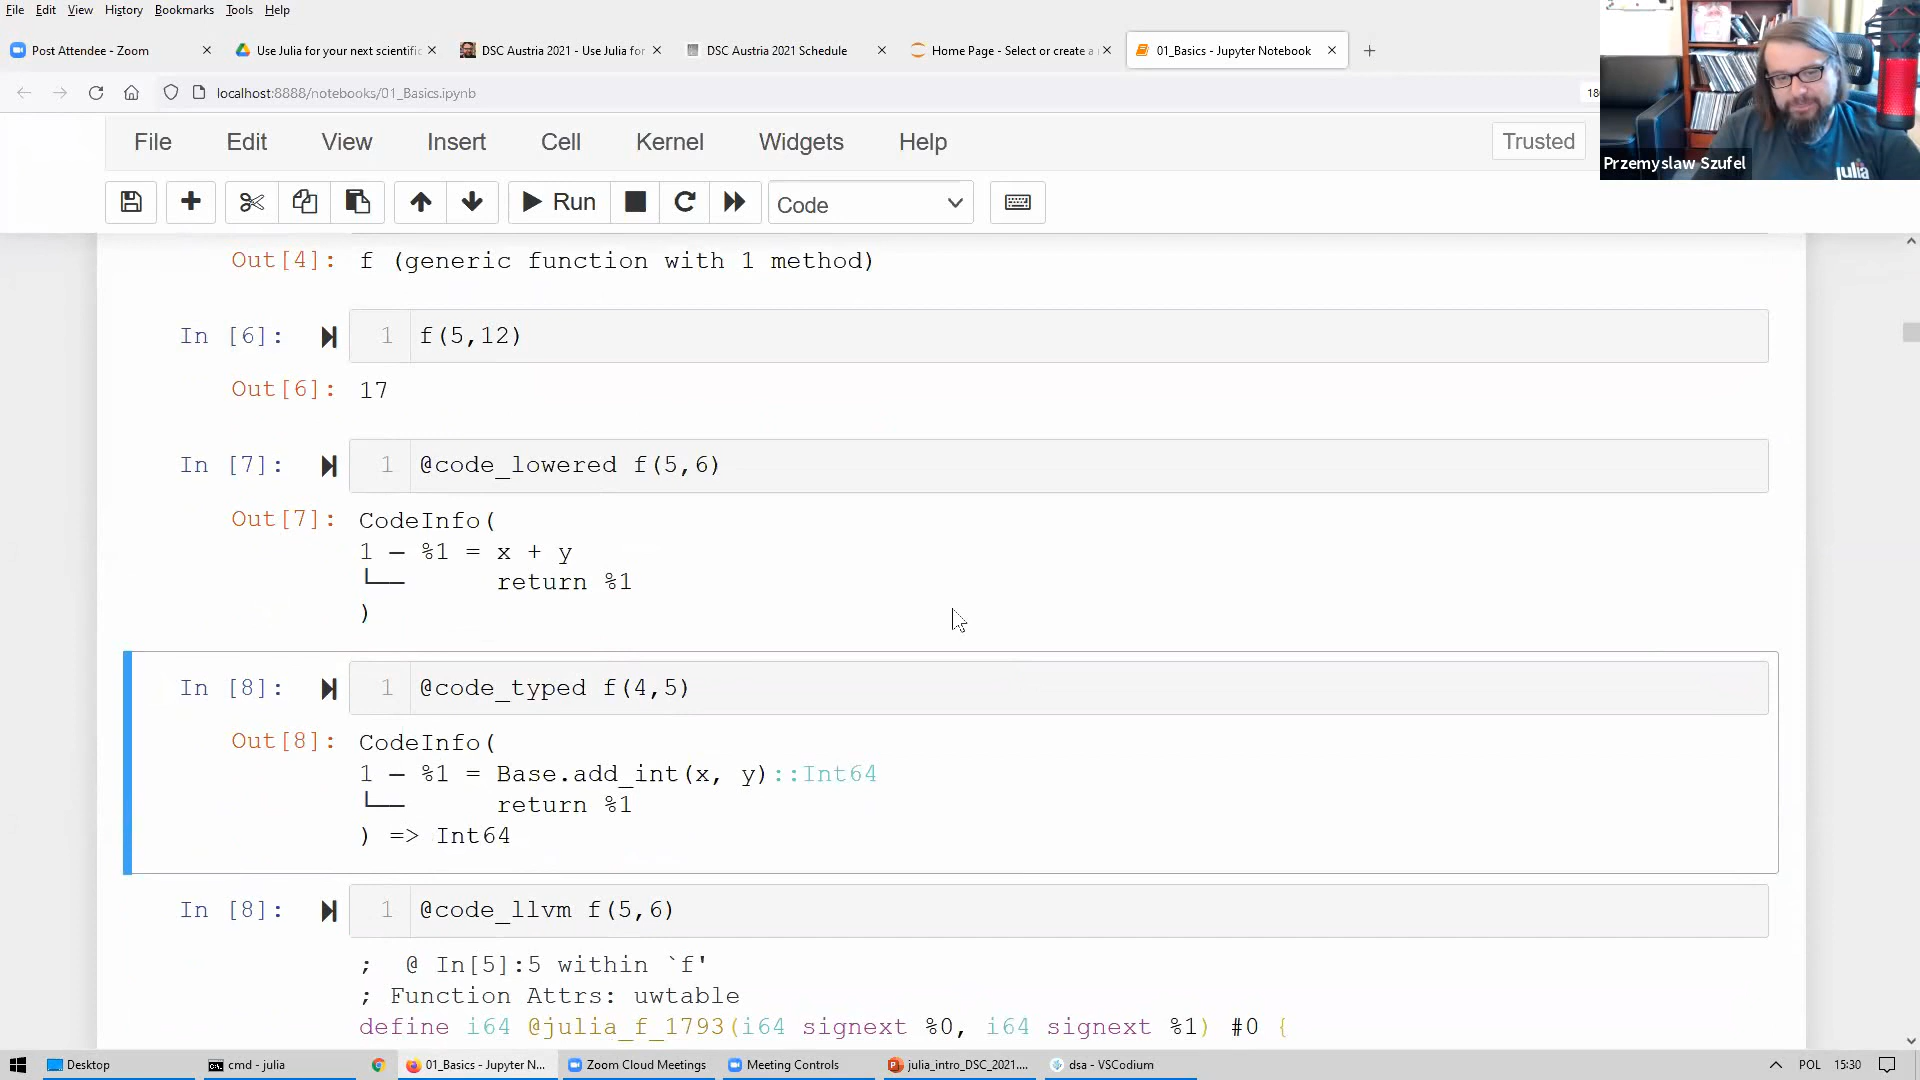 File Edit View History Bookmarks Tools Help
Post Attendee - Zoom
Use Julia for your next scientific
DSC Austria 2021 - Use Julia for
DSC Austria 2021 Schedule
Home Page - Select or create a
01_Basics - Jupyter Notebook
localhost:8888/notebooks/01_Basics.ipynb
File Edit View Insert Cell Kernel Widgets Help
Trusted
Przemyslaw Szufel
julia
Run
Code
Out[4]: f (generic function with 1 method)
In [6]: 1 f(5,12)
Out[6]: 17
In [7]: 1 @code_lowered f(5,6)
Out[7]: CodeInfo(
1 ─ %1 = x + y
└── return %1
)
In [8]: 1 @code_typed f(4,5)
Out[8]: CodeInfo(
1 ─ %1 = Base.add_int(x, y)::Int64
└── return %1
) => Int64
In [8]: 1 @code_llvm f(5,6)
; @ In[5]:5 within `f'
; Function Attrs: uwtable
define i64 @julia_f_1793(i64 signext %0, i64 signext %1) #0 {
Desktop
cmd - julia
01_Basics - Jupyter N...
Zoom Cloud Meetings
Meeting Controls
julia_intro_DSC_2021....
dsa - VSCodium
POL
15:30